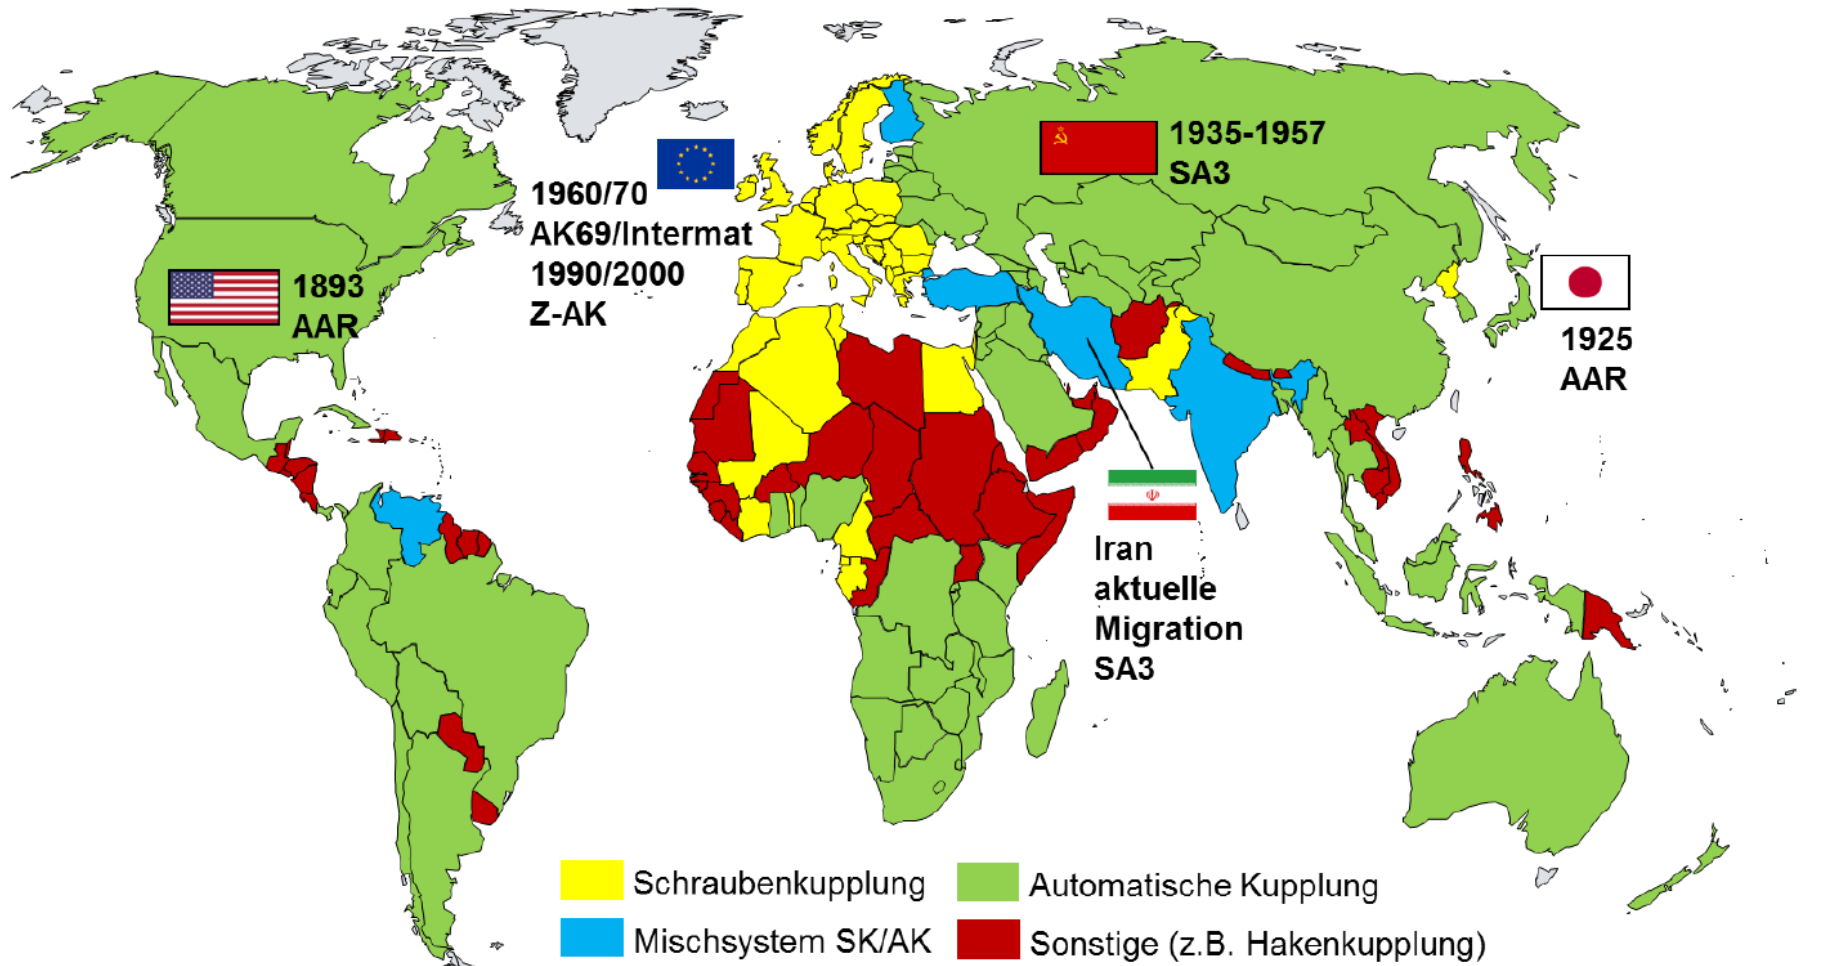 1935-1957
SA3
1960/70
AK69/Intermat
1990/2000
Z-AK
1893
AAR
1925
AAR
Iran
aktuelle
Migration
SA3
Schraubenkupplung
Automatische Kupplung
Mischsystem SK/AK
Sonstige (z.B. Hakenkupplung)